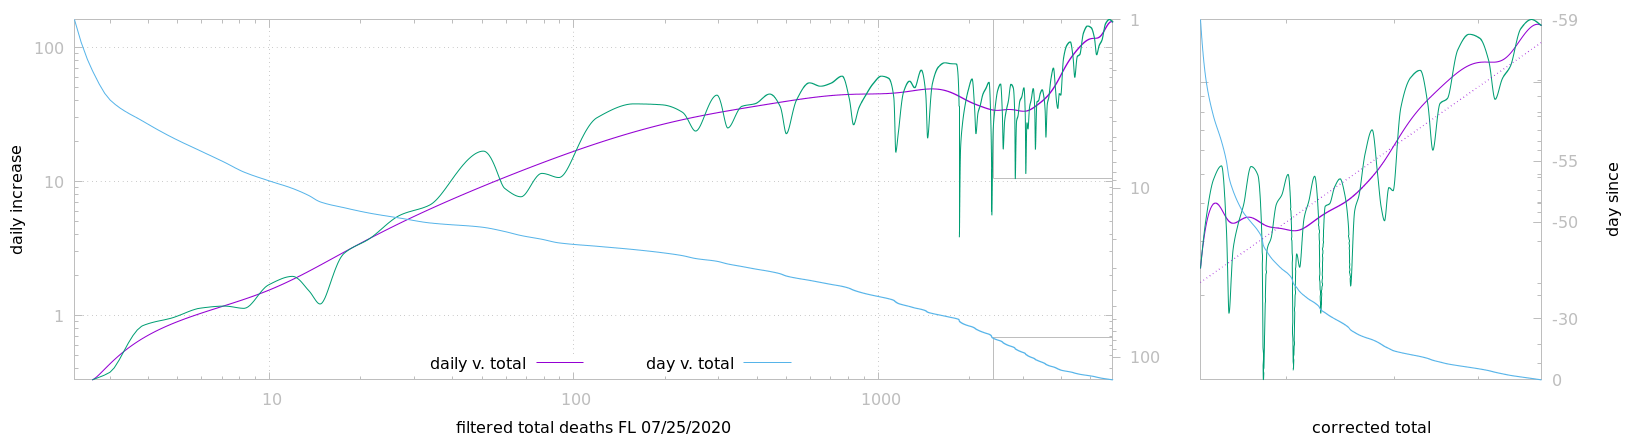 100
10
1
daily increase
10
100
1000
filtered total deaths FL 07/25/2020
daily v. total
day v. total
1
10
100
-59
-55
-50
-30
0
day since
corrected total